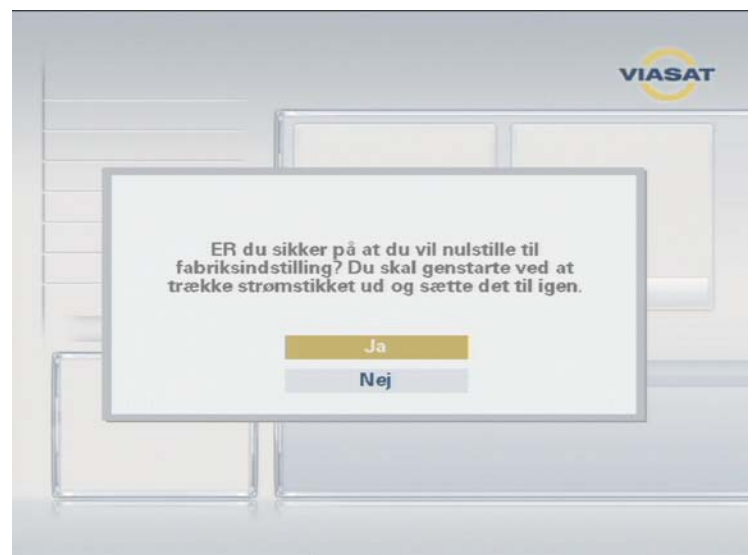 VIASAT
ER du sikker på at du vil nulstille til
fabriksindstilling? Du skal genstarte ved at
trække strømstikket ud og sætte det til igen.
Ja
Nej